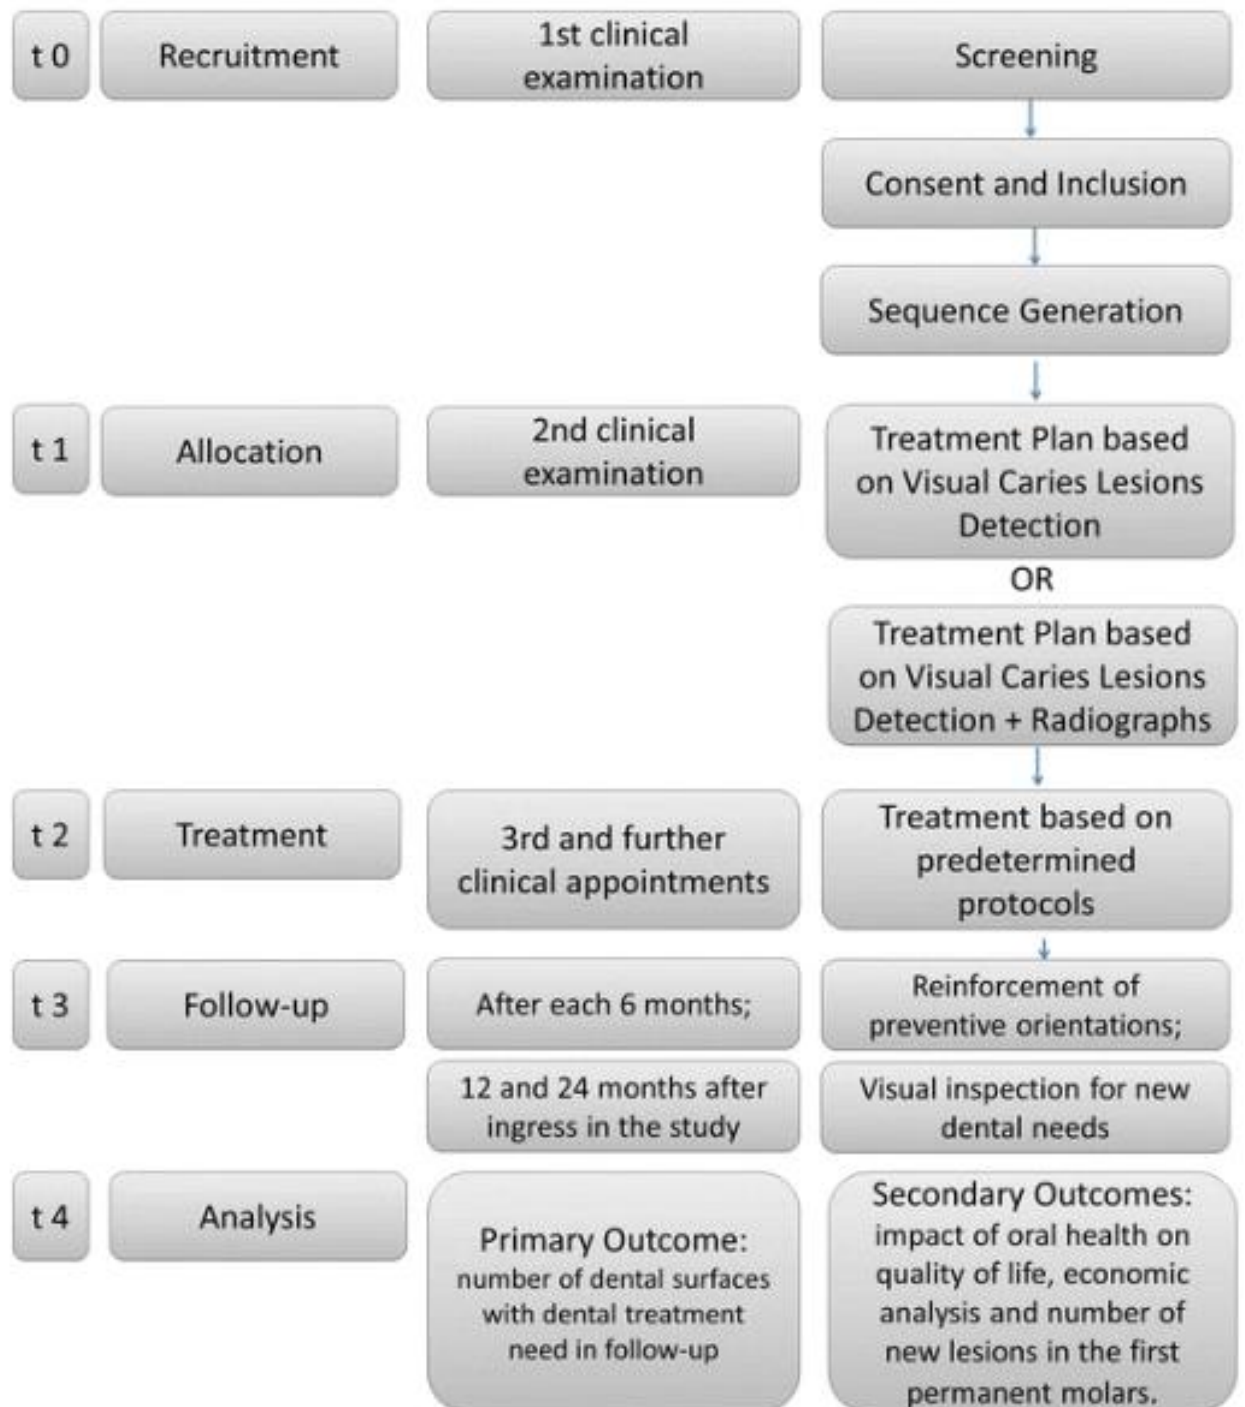 t 0
Recruitment
1st clinical
examination
Screening
Consent and Inclusion
Sequence Generation
t 1
Allocation
2nd clinical
examination
Treatment Plan based
on Visual Caries Lesions
Detection
OR
Treatment Plan based
on Visual Caries Lesions
Detection + Radiographs
t 2
Treatment
3rd and further
clinical appointments
Treatment based on
predetermined
protocols
t 3
Follow-up
After each 6 months;
Reinforcement of
preventive orientations;
12 and 24 months after
ingress in the study
Visual inspection for new
dental needs
t 4
Analysis
Primary Outcome:
number of dental surfaces
with dental treatment
need in follow-up
Secondary Outcomes:
impact of oral health on
quality of life, economic
analysis and number of
new lesions in the first
permanent molars.